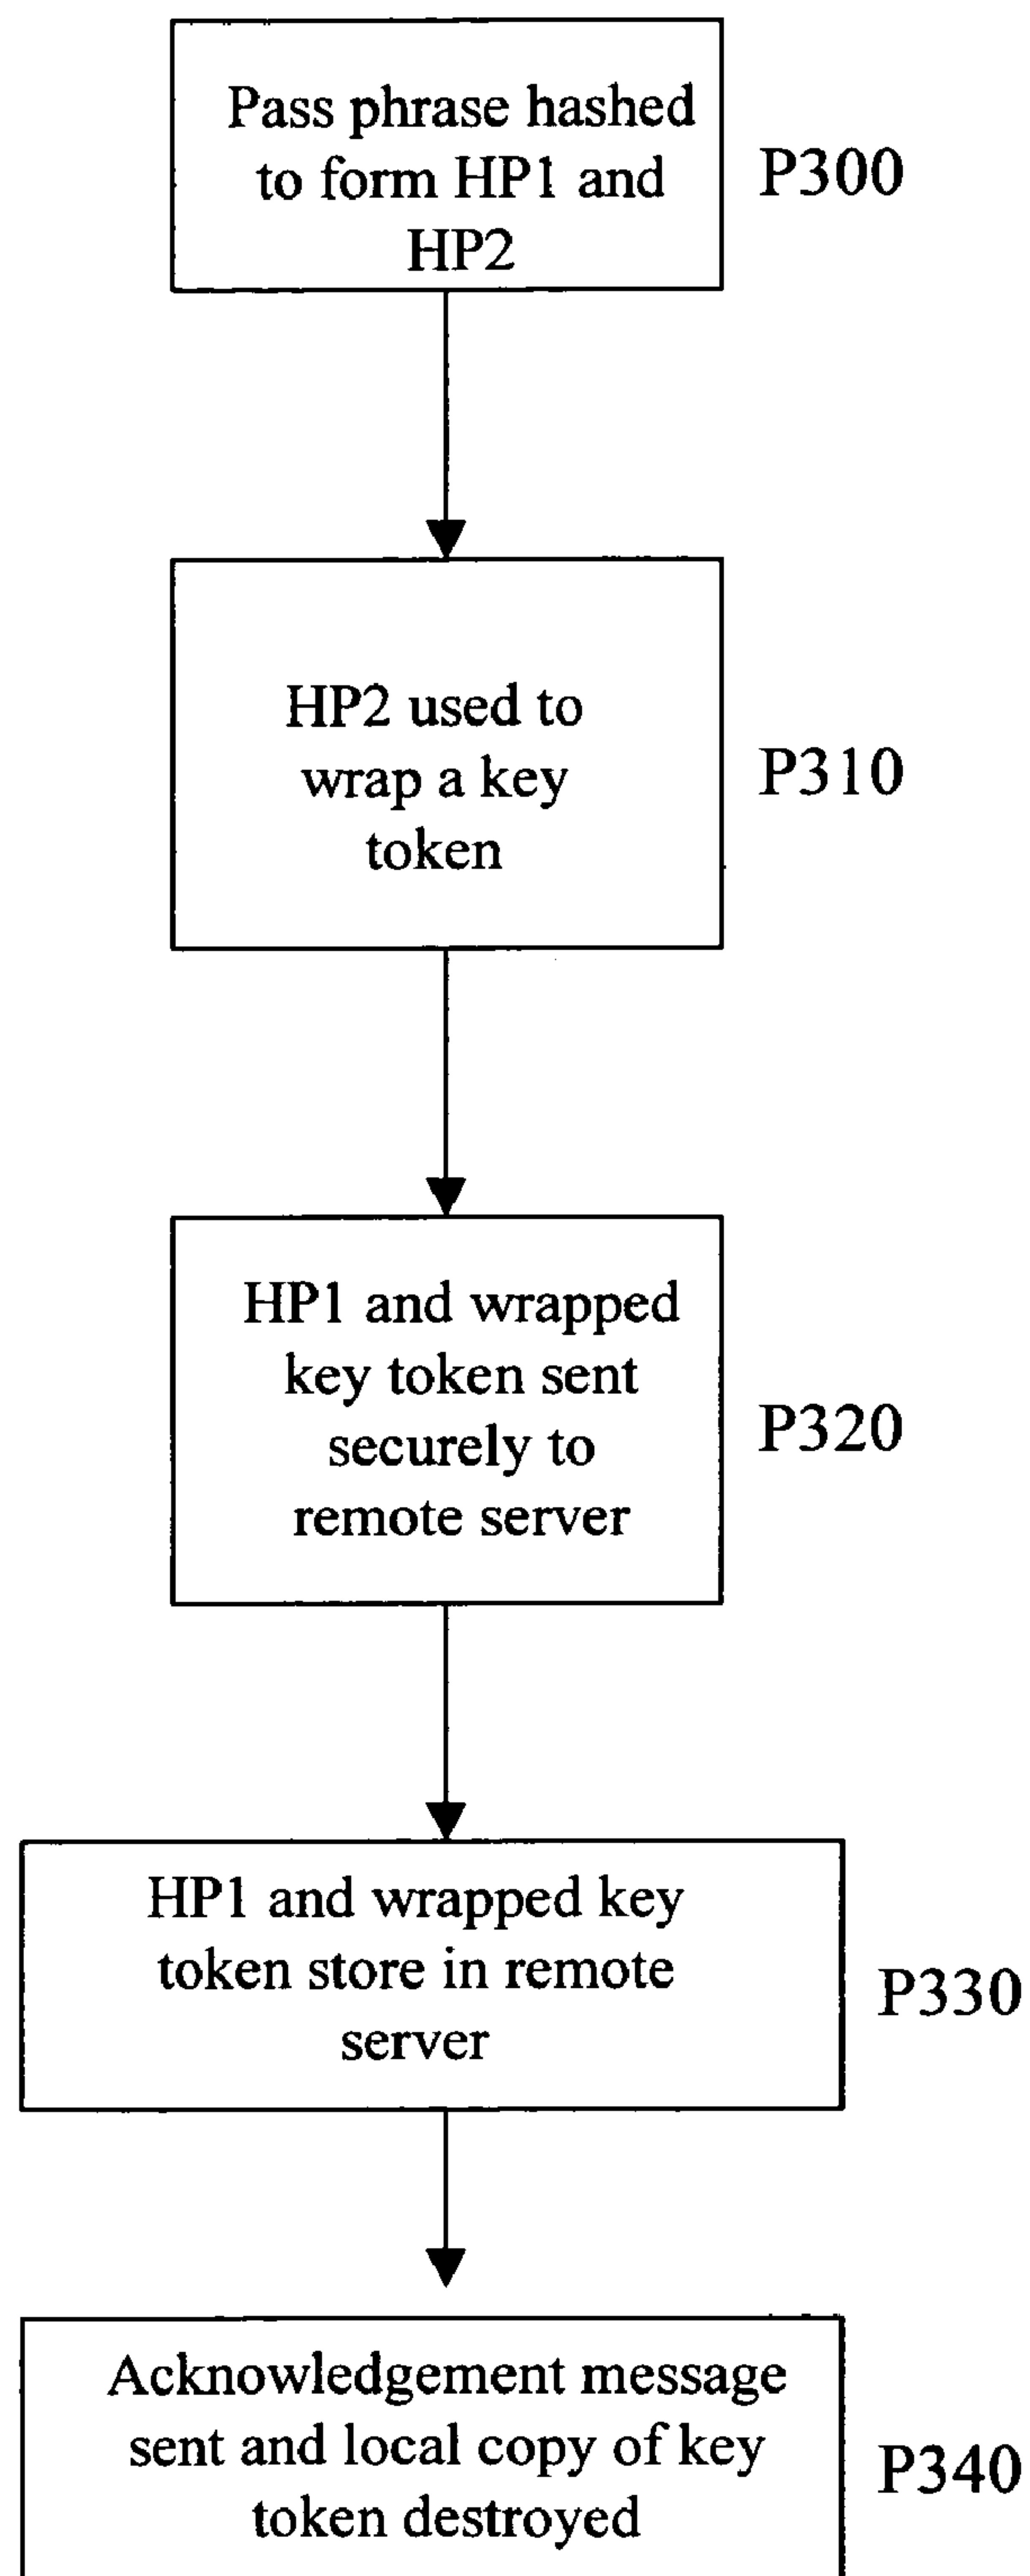 Pass phrase hashed
to form HP1 and
HP2
P300
HP2 used to
wrap a key
token
P310
HP1 and wrapped
key token sent
securely to
remote server
P320
HP1 and wrapped key
token store in remote
server
P330
Acknowledgement message
sent and local copy of key
token destroyed
P340